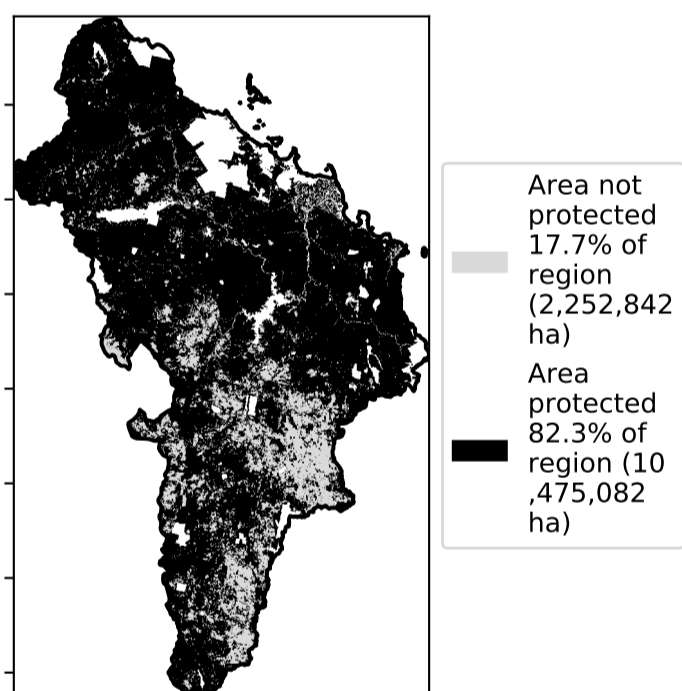 Area not
protected
17.7% of
region
(2,252,842
ha)
Area
protected
82.3% of
region (10
,475,082
ha)